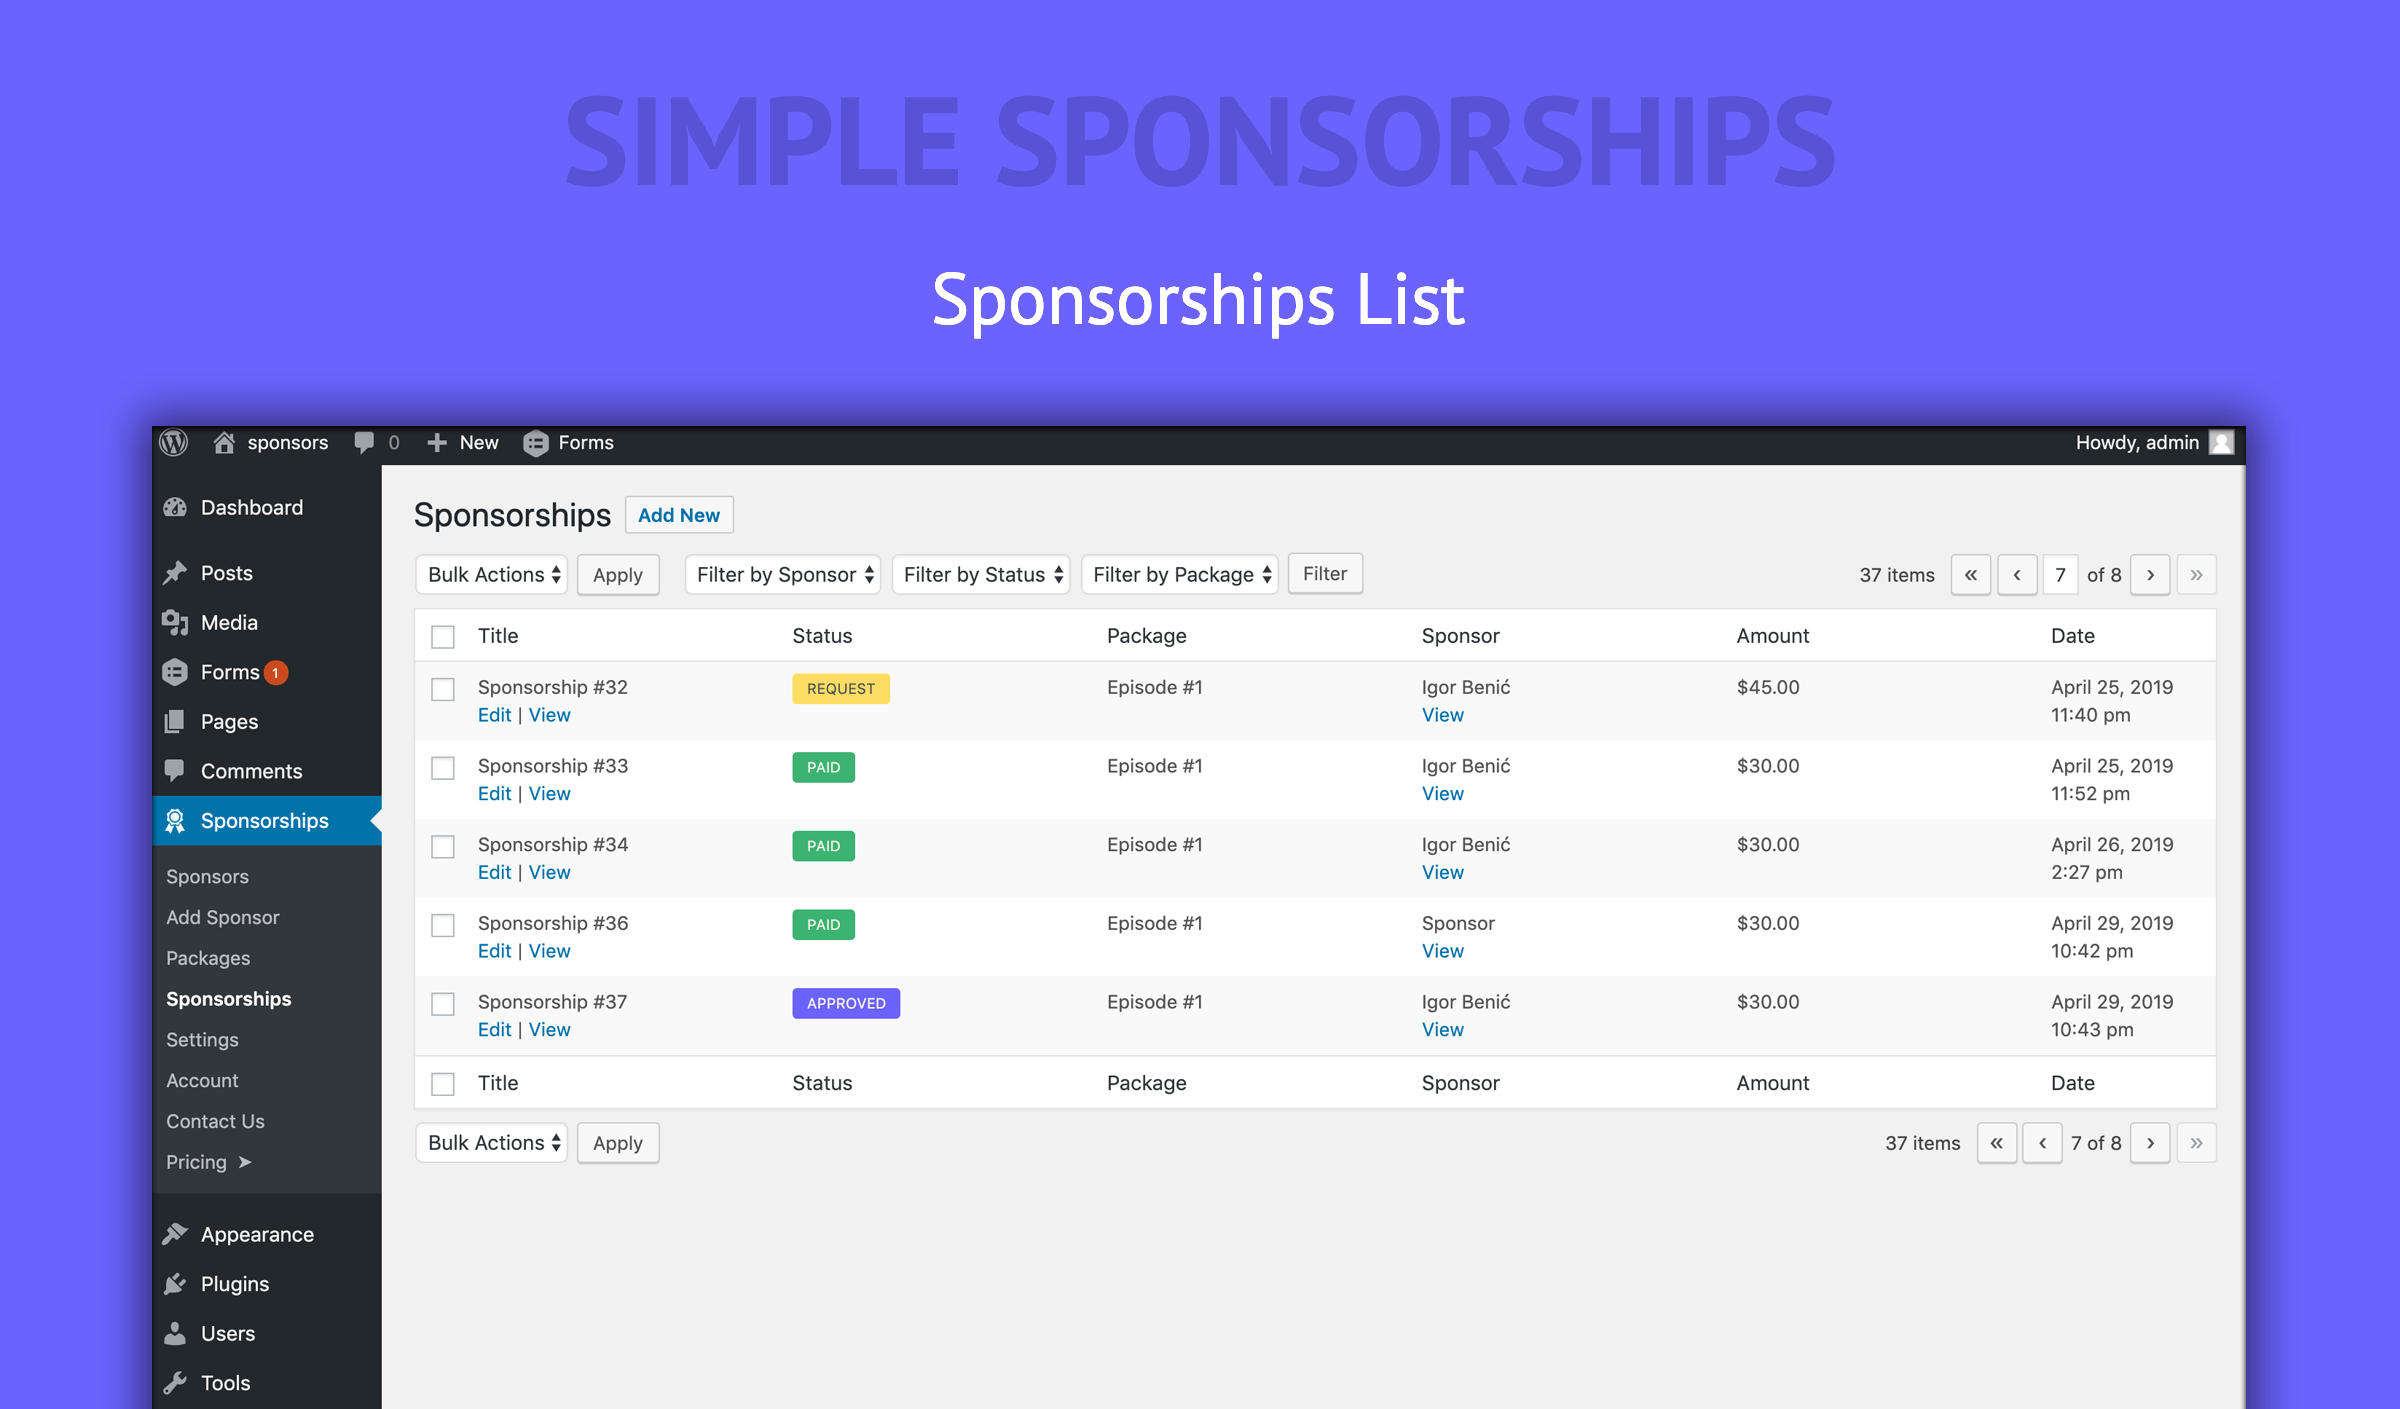 SIMPLE SPONSORSHIPS
Sponsorships List
sponsors 0 New Forms Howdy, admin
Dashboard
Posts
Media
Forms 1
Pages
Comments
Sponsorships
Sponsors
Add Sponsor
Packages
Sponsorships
Settings
Account
Contact Us
Pricing ➤
Appearance
Plugins
Users
Tools
Sponsorships Add New
Bulk Actions Apply Filter by Sponsor Filter by Status Filter by Package Filter 37 items « ‹ 7 of 8 › »
Title Status Package Sponsor Amount Date
Sponsorship #32 REQUEST Episode #1 Igor Benić $45.00 April 25, 2019
Edit | View View 11:40 pm
Sponsorship #33 PAID Episode #1 Igor Benić $30.00 April 25, 2019
Edit | View View 11:52 pm
Sponsorship #34 PAID Episode #1 Igor Benić $30.00 April 26, 2019
Edit | View View 2:27 pm
Sponsorship #36 PAID Episode #1 Sponsor $30.00 April 29, 2019
Edit | View View 10:42 pm
Sponsorship #37 APPROVED Episode #1 Igor Benić $30.00 April 29, 2019
Edit | View View 10:43 pm
Title Status Package Sponsor Amount Date
Bulk Actions Apply 37 items « ‹ 7 of 8 › »